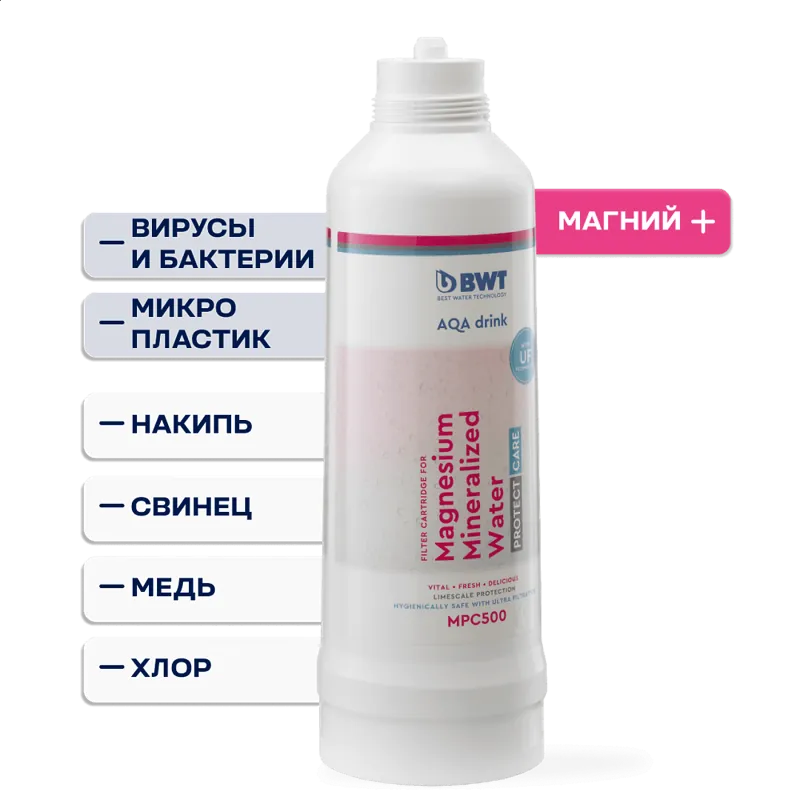 — ВИРУСЫ
И БАКТЕРИИ
— МИКРО
ПЛАСТИК
— НАКИПЬ
— СВИНЕЦ
— МЕДЬ
— ХЛОР
МАГНИЙ +
BWT
BEST WATER TECHNOLOGY
AQA drink
UF
FILTER CARTRIDGE FOR
Magnesium
Mineralized
Water
PROTECT CARE
VITAL • FRESH • DELICIOUS
LIMESCALE PROTECTION
HYGIENICALLY SAFE WITH ULTRA
MPC500